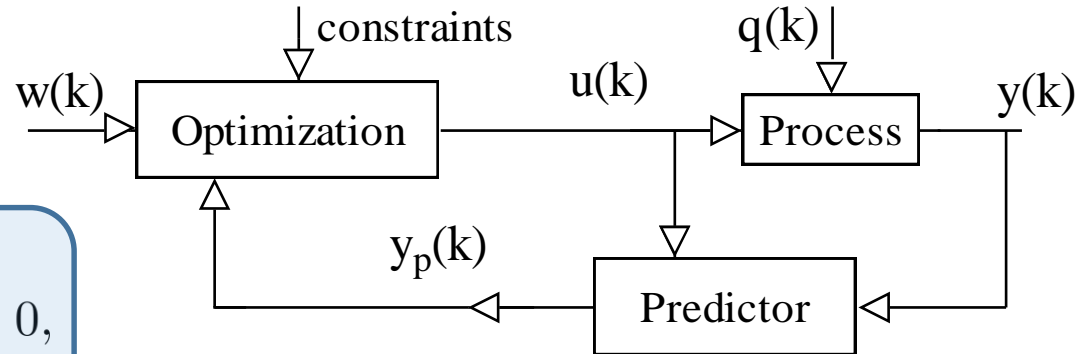 constraints
q(k)
w(k)
u(k)
y(k)
Optimization
Process
y_p(k)
Predictor
0,